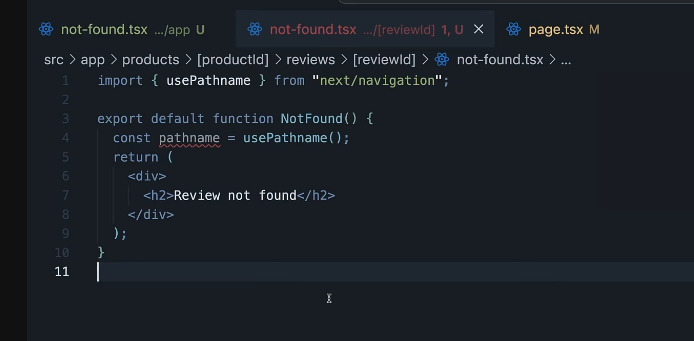 not-found.tsx .../app U not-found.tsx .../[reviewId] 1, U page.tsx M
src > app > products > [productId] > reviews > [reviewId] > not-found.tsx > ...
1 import { usePathname } from "next/navigation";
2
3 export default function NotFound() {
4 const pathname = usePathname();
5 return (
6 <div>
7 <h2>Review not found</h2>
8 </div>
9 );
10 }
11